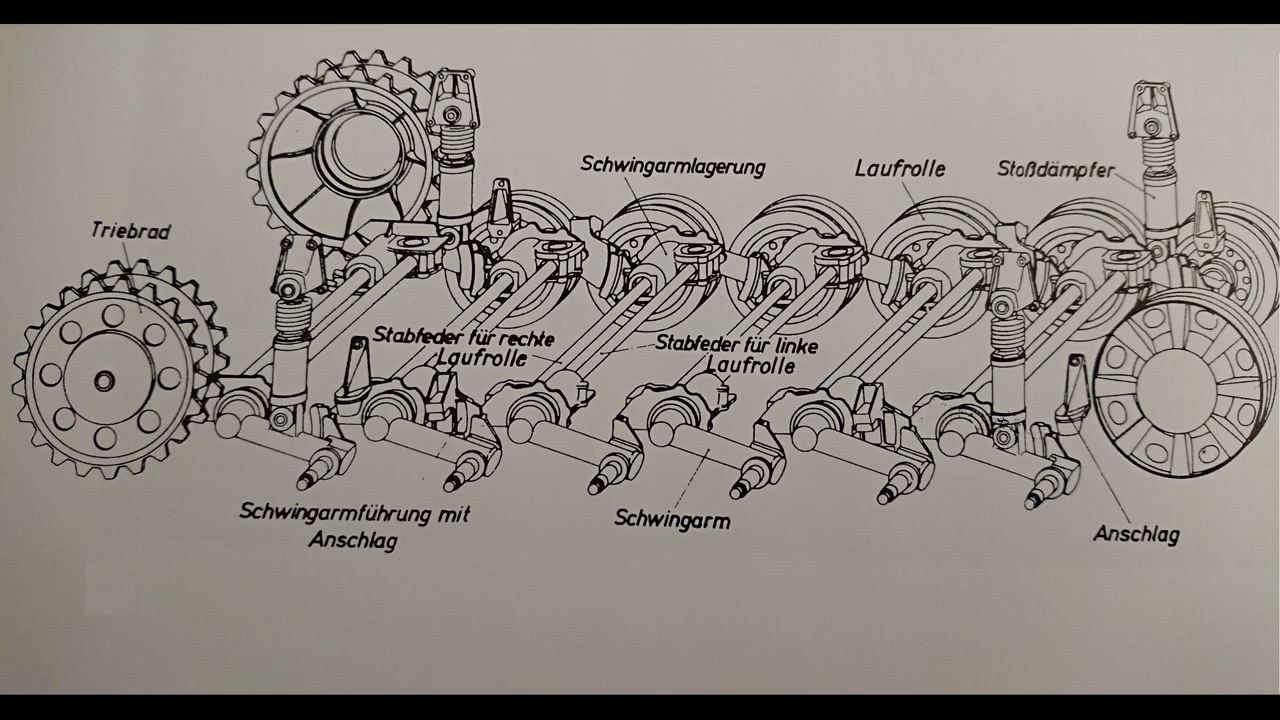 Schwingarmlagerung
Laufrolle
Stoßdämpfer
Triebrad
Stabfeder für rechte
Laufrolle
Stabfeder für linke
Laufrolle
Schwingarmführung mit
Anschlag
Schwingarm
Anschlag